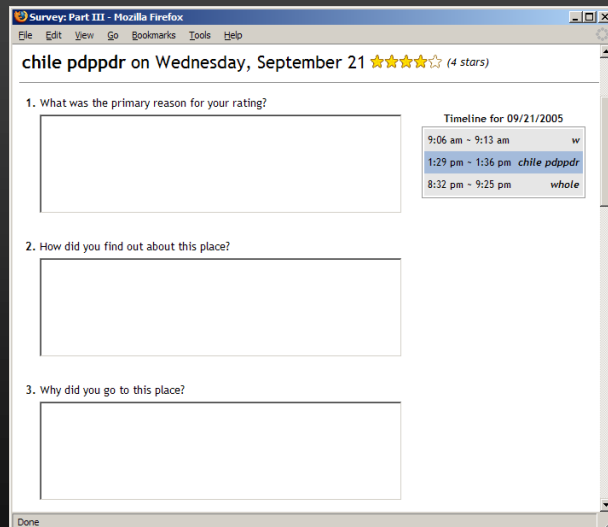 Survey: Part III - Mozilla Firefox
File Edit View Go Bookmarks Tools Help
chile pdppdr on Wednesday, September 21 (4 stars)
1. What was the primary reason for your rating?
Timeline for 09/21/2005
9:06 am ~ 9:13 am w
1:29 pm ~ 1:36 pm chile pdppdr
8:32 pm ~ 9:25 pm whole
2. How did you find out about this place?
3. Why did you go to this place?
Done